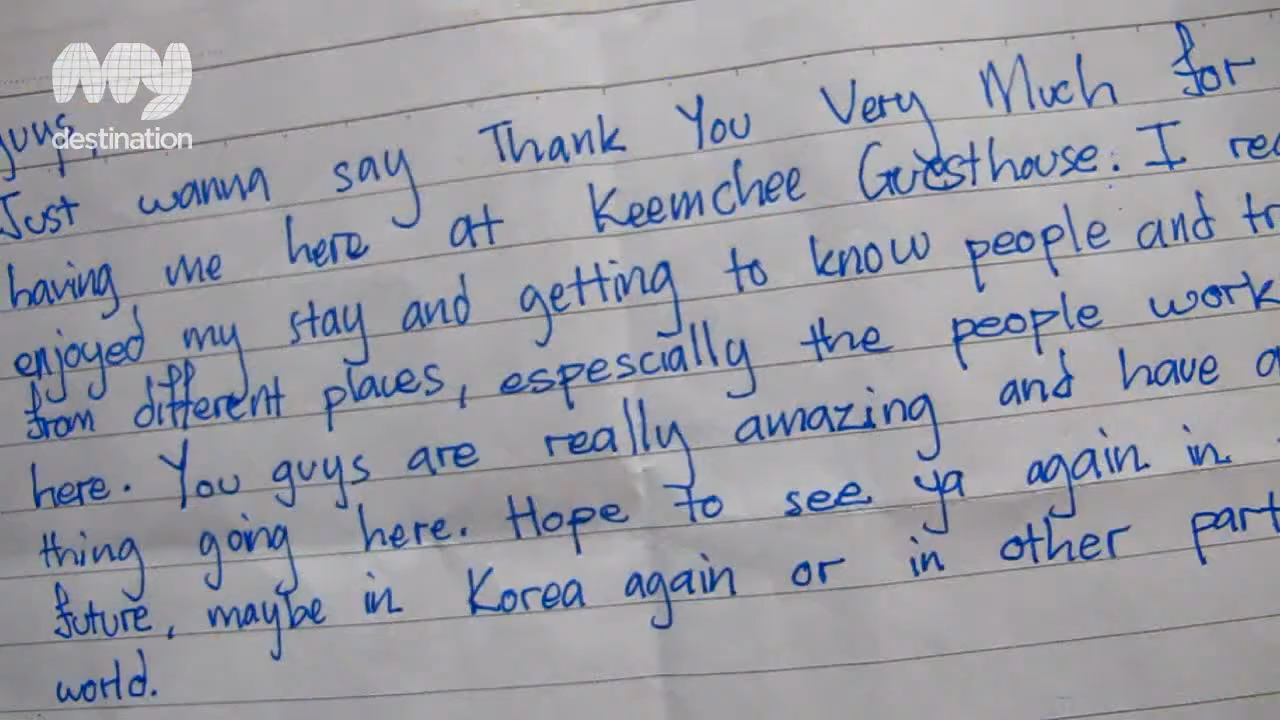 my
destination
guys,
Just wanna say Thank You Very Much for
having me here at Keemchee Guesthouse. I rea
enjoyed my stay and getting to know people and tr
from different places, espescially the people work
here. You guys are really amazing and have a
thing going here. Hope to see ya again in
future, maybe in Korea again or in other part
world.